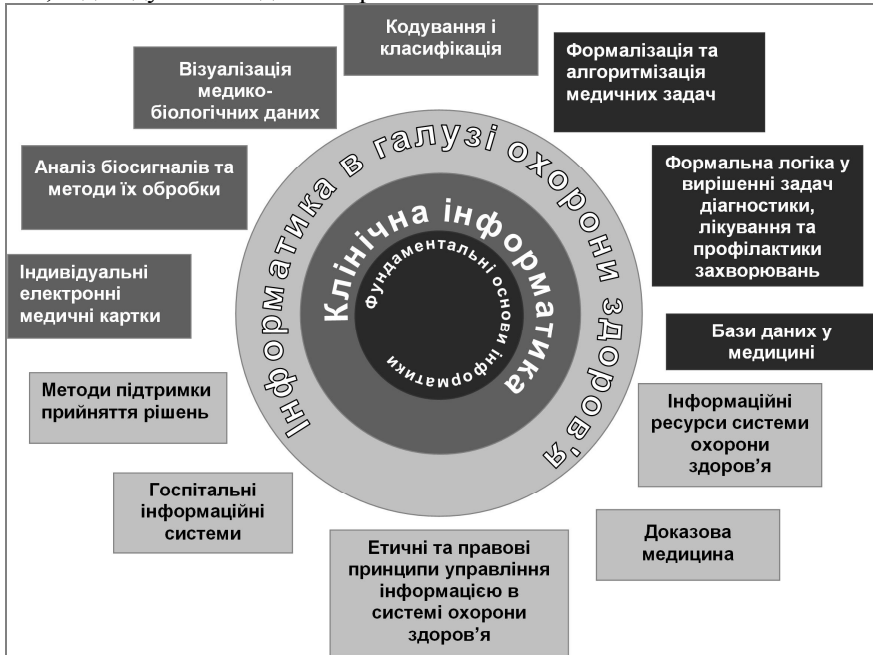 Кодування і
класифікація
Візуалізація
медико-
біологічних даних
Формалізація та
алгоритмізація
медичних задач
Аналіз біосигналів та
методи їх обробки
Формальна логіка у
вирішенні задач
діагностики,
лікування та
профілактики
захворювань
Інформатика в галузі охорони здоров'я
Клінічна інформатика
Фундаментальні основи інформатики
Індивідуальні
електронні
медичні картки
Бази даних у
медицині
Методи підтримки
прийняття рішень
Інформаційні
ресурси системи
охорони
здоров’я
Госпітальні
інформаційні
системи
Доказова
медицина
Етичні та правові
принципи управління
інформацією в
системі охорони
здоров’я